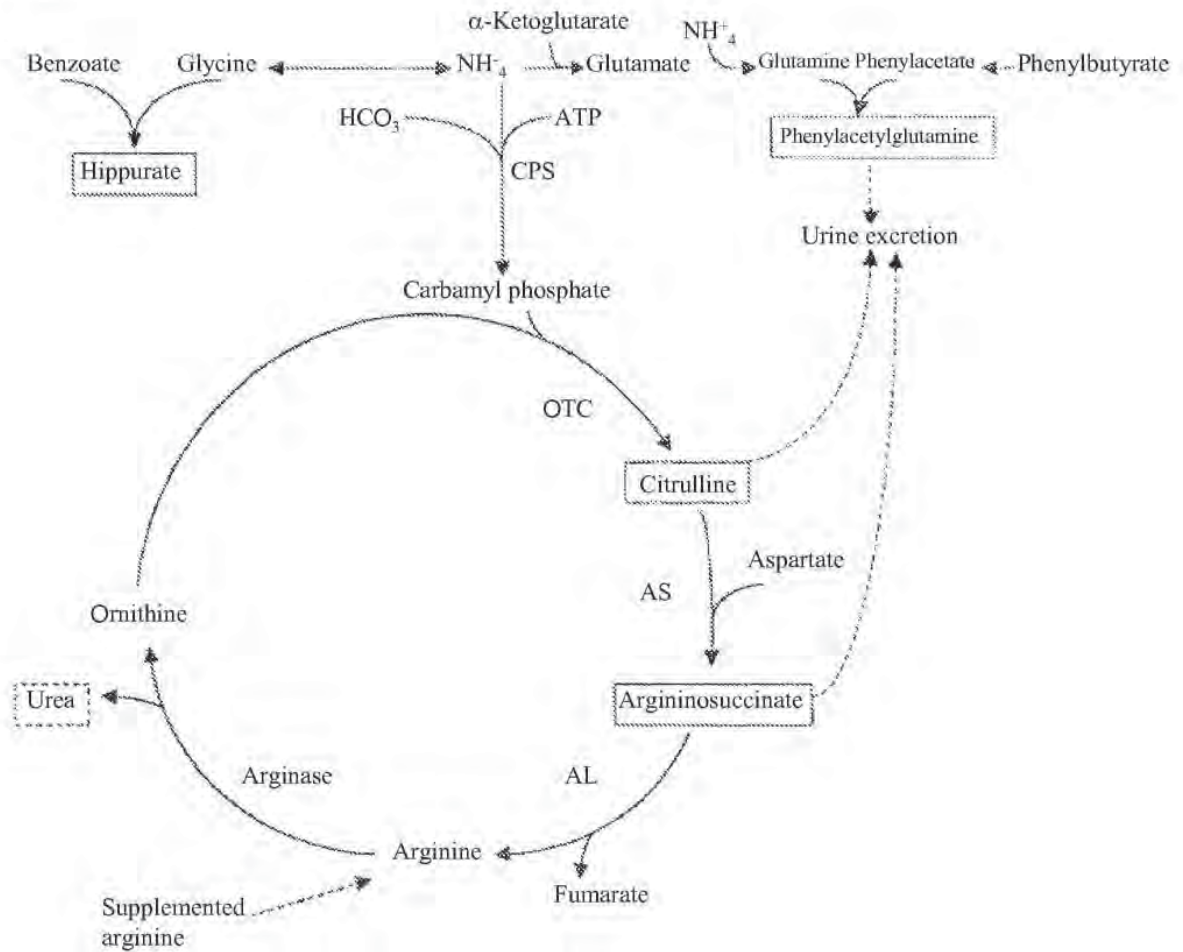 α-Ketoglutarate
NH⁺₄
Benzoate Glycine NH⁺₄ Glutamate Glutamine Phenylacetate Phenylbutyrate
HCO₃ ATP
Phenylacetylglutamine
Hippurate CPS
Urine excretion
Carbamyl phosphate
OTC
Citrulline
Aspartate
AS
Ornithine
Urea
Argininosuccinate
Arginase
AL
Arginine
Fumarate
Supplemented
arginine